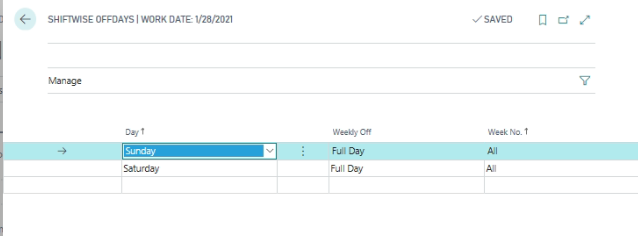 SHIFTWISE OFFDAYS | WORK DATE: 1/28/2021 ✓ SAVED
Manage
Day ↑ Weekly Off Week No. ↑
→ Sunday ⋮ Full Day All
Saturday Full Day All